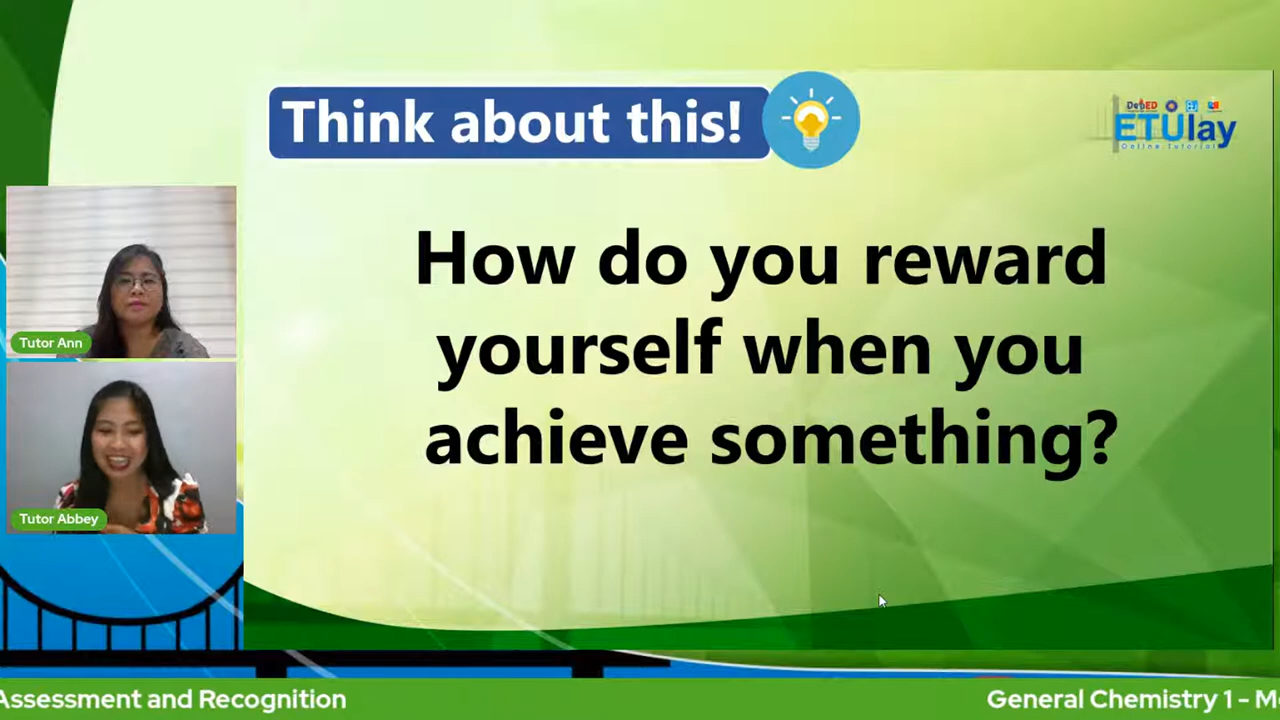 Think about this!
DepED
ETUlay
Online Tutorial
How do you reward
yourself when you
achieve something?
Tutor Ann
Tutor Abbey
Assessment and Recognition
General Chemistry 1 -